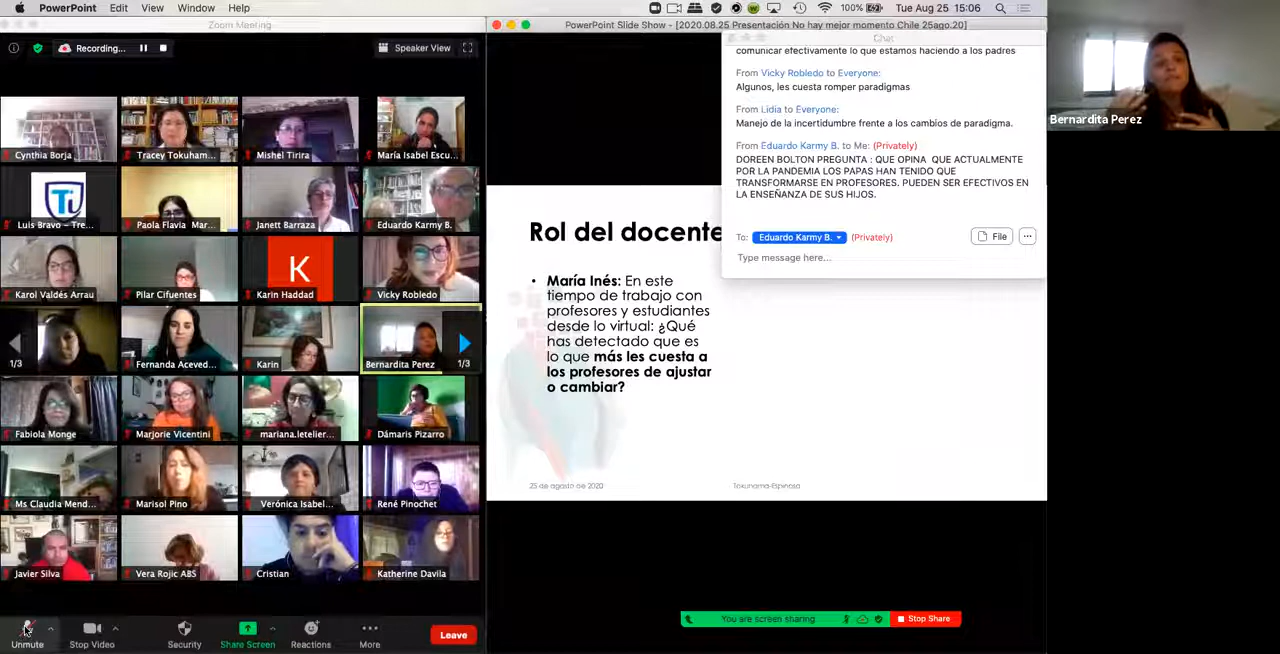 PowerPoint Edit View Window Help
100% Tue Aug 25 15:06
Zoom Meeting
Recording...
Speaker View
Cynthia Borja
Tracey Tokuham...
Mishel Tirira
María Isabel Escu...
Luis Bravo – Tre...
Paola Flavia Mar...
Janett Barraza
Eduardo Karmy B.
Karol Valdés Arrau
Pilar Cifuentes
K
Karin Haddad
Vicky Robledo
1/3
Fernanda Aceved...
Karin
Bernardita Perez
1/3
Fabiola Monge
Marjorie Vicentini
mariana.letelier...
Dámaris Pizarro
Ms Claudia Mend...
Marisol Pino
Verónica Isabel...
René Pinochet
Javier Silva
Vera Rojic ABS
Cristian
Katherine Davila
Unmute
Stop Video
Security
Share Screen
Reactions
More
Leave
PowerPoint Slide Show - [2020.08.25 Presentación No hay mejor momento Chile 25ago.20]
Rol del docente
• María Inés: En este
tiempo de trabajo con
profesores y estudiantes
desde lo virtual: ¿Qué
has detectado que es
lo que más les cuesta a
los profesores de ajustar
o cambiar?
25 de agosto de 2020
Tokuhama-Espinosa
You are screen sharing
Stop Share
Chat
comunicar efectivamente lo que estamos haciendo a los padres
From Vicky Robledo to Everyone:
Algunos, les cuesta romper paradigmas
From Lidia to Everyone:
Manejo de la incertidumbre frente a los cambios de paradigma.
From Eduardo Karmy B. to Me: (Privately)
DOREEN BOLTON PREGUNTA : QUE OPINA QUE ACTUALMENTE
POR LA PANDEMIA LOS PAPAS HAN TENIDO QUE
TRANSFORMARSE EN PROFESORES. PUEDEN SER EFECTIVOS EN
LA ENSEÑANZA DE SUS HIJOS.
To: Eduardo Karmy B. (Privately)
File
Type message here...
Bernardita Perez